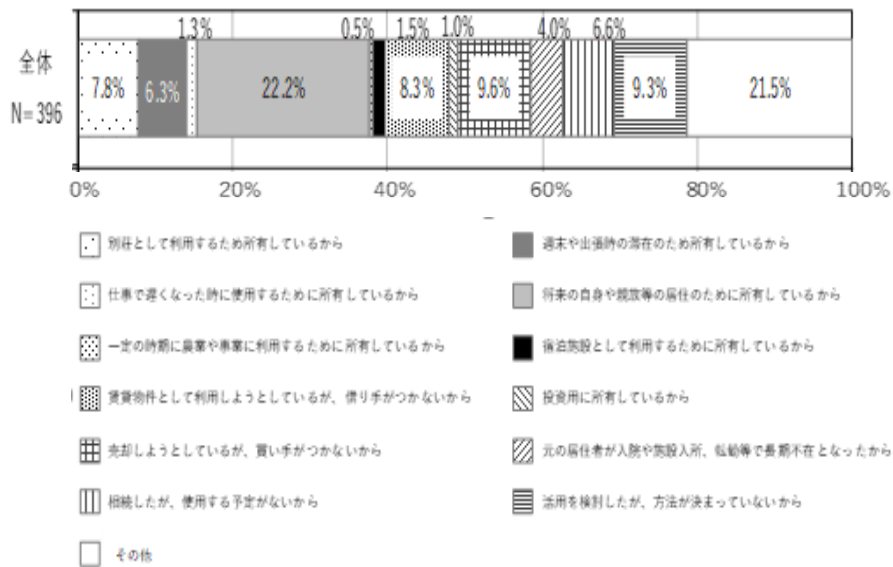 1.3% 0.5% 1.5% 1.0% 4.0% 6.6%
全体
N=396
7.8% 6.3% 22.2% 8.3% 9.6% 9.3% 21.5%
0% 20% 40% 60% 80% 100%
別荘として利用するため所有しているから
週末や出張時の滞在のため所有しているから
仕事で遅くなった時に使用するために所有しているから
将来の自身や親族等の居住のために所有しているから
一定の時期に農業や事業に利用するために所有しているから
宿泊施設として利用するために所有しているから
賃貸物件として利用しようとしているが、借り手がつかないから
投資用に所有しているから
売却しようとしているが、買い手がつかないから
元の居住者が入院や施設入所、転勤等で長期不在となったから
相続したが、使用する予定がないから
活用を検討したが、方法が決まっていないから
その他